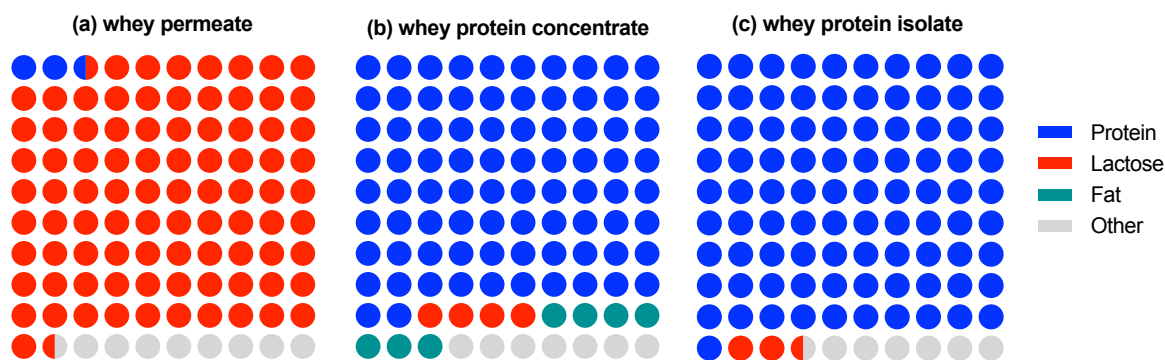 (a) whey permeate
(b) whey protein concentrate
(c) whey protein isolate
Protein
Lactose
Fat
Other